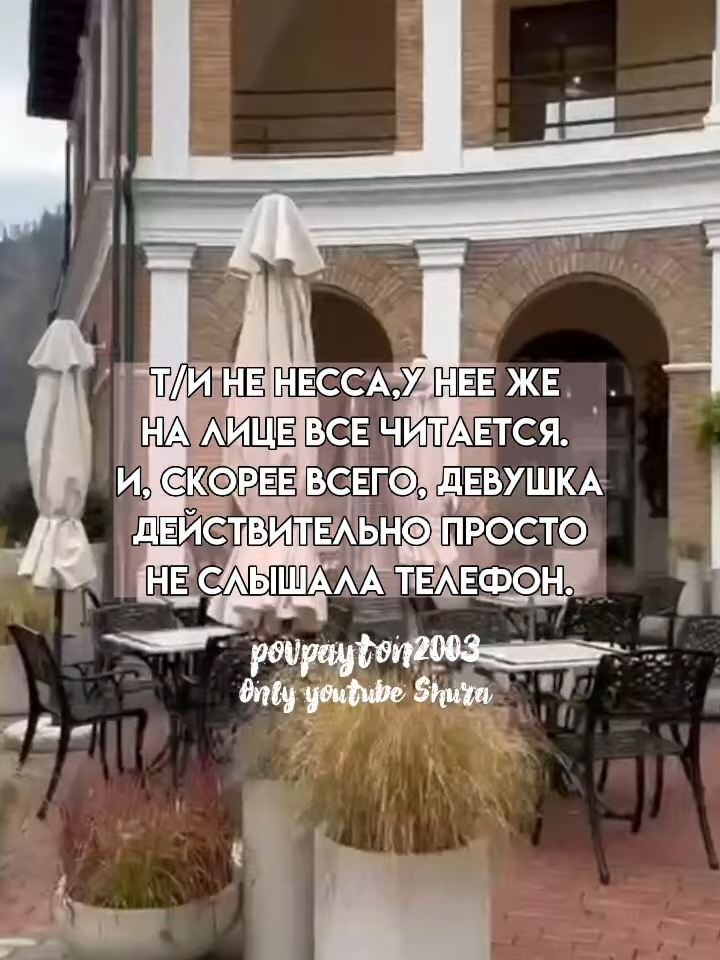 Т/И НЕ НЕССА,У НЕЕ ЖЕ
НА ЛИЦЕ ВСЕ ЧИТАЕТСЯ.
И, СКОРЕЕ ВСЕГО, ДЕВУШКА
ДЕЙСТВИТЕЛЬНО ПРОСТО
НЕ СЛЫШАЛА ТЕЛЕФОН.
povpayton2003
Only youtube Shura